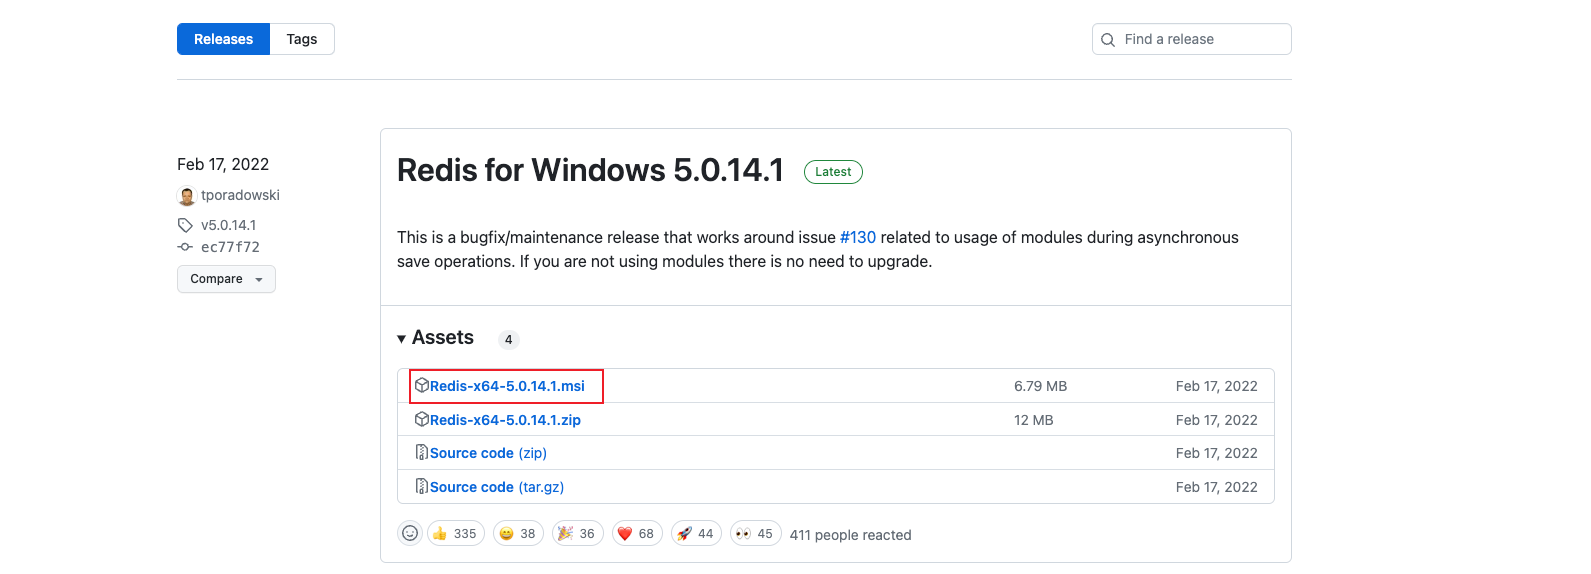 Releases
Tags
Find a release
Feb 17, 2022
tporadowski
v5.0.14.1
ec77f72
Compare
Redis for Windows 5.0.14.1
Latest
This is a bugfix/maintenance release that works around issue #130 related to usage of modules during asynchronous
save operations. If you are not using modules there is no need to upgrade.
Assets 4
Redis-x64-5.0.14.1.msi 6.79 MB Feb 17, 2022
Redis-x64-5.0.14.1.zip 12 MB Feb 17, 2022
Source code (zip) Feb 17, 2022
Source code (tar.gz) Feb 17, 2022
335 38 36 68 44 45 411 people reacted